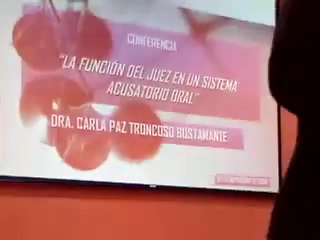 CONFERENCIA
"LA FUNCIÓN DEL JUEZ EN UN SISTEMA
ACUSATORIO ORAL"
DRA. CARLA PAZ TRONCOSO BUSTAMANTE